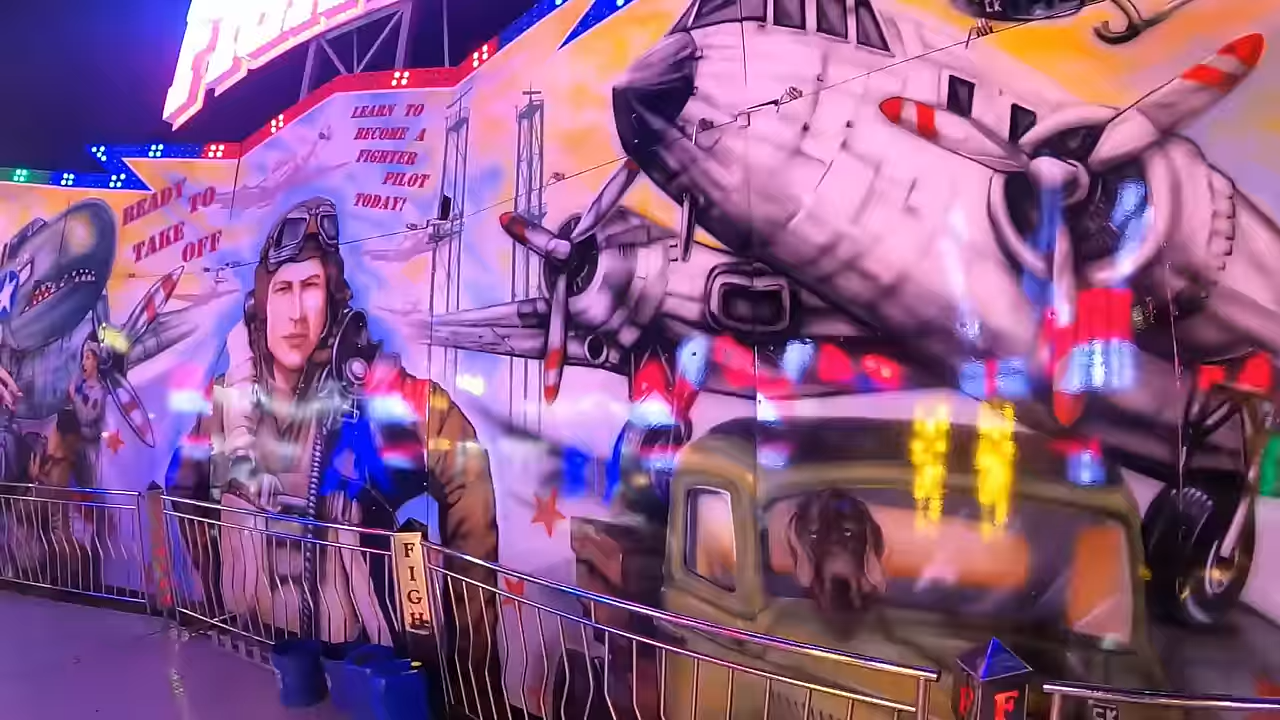 LEARN TO
BECOME A
FIGHTER
PILOT
TODAY!
READY
TO
TAKE
OFF
FIGH
F